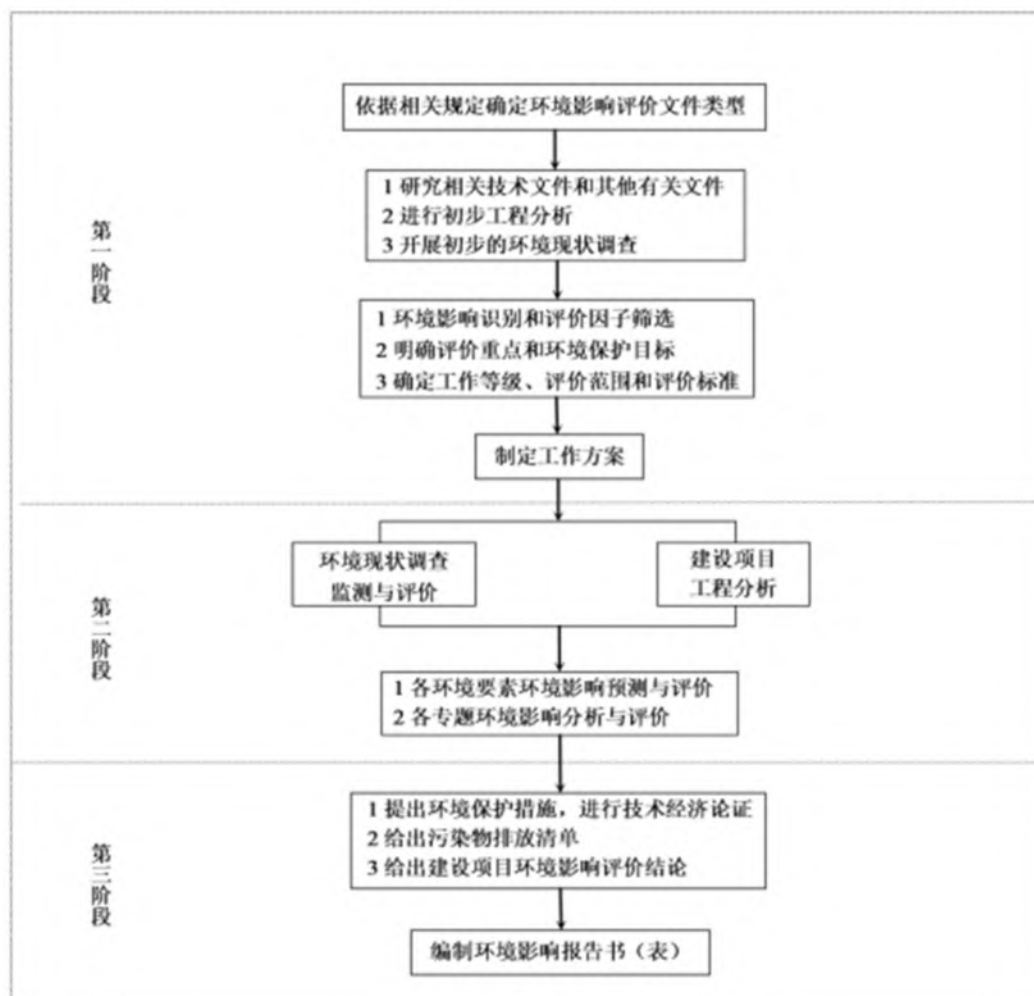 第一阶段
依据相关规定确定环境影响评价文件类型
1 研究相关技术文件和其他有关文件
2 进行初步工程分析
3 开展初步的环境现状调查
1 环境影响识别和评价因子筛选
2 明确评价重点和环境保护目标
3 确定工作等级、评价范围和评价标准
制定工作方案
第二阶段
环境现状调查
监测与评价
建设项目
工程分析
1 各环境要素环境影响预测与评价
2 各专题环境影响分析与评价
第三阶段
1 提出环境保护措施，进行技术经济论证
2 给出污染物排放清单
3 给出建设项目环境影响评价结论
编制环境影响报告书（表）